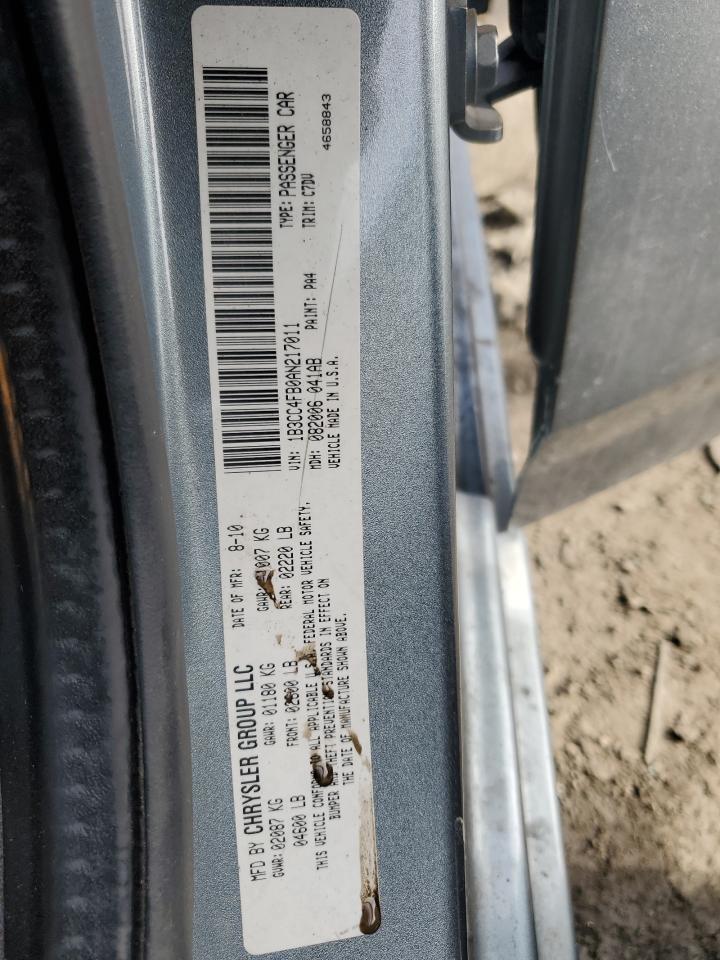 MFD BY CHRYSLER GROUP LLC DATE OF MFR: 8-10
GVWR: 02087 KG GAWR: 01180 KG GAWR: 01007 KG
04600 LB FRONT: 02600 LB REAR: 02220 LB
THIS VEHICLE CONFORMS TO ALL APPLICABLE U.S.A. FEDERAL MOTOR VEHICLE SAFETY,
BUMPER AND THEFT PREVENTION STANDARDS IN EFFECT ON
THE DATE OF MANUFACTURE SHOWN ABOVE.
VIN: 1B3CC4FB0AN217011 TYPE: PASSENGER CAR
MDH: 082006 041AB PAINT: PA4 TRIM: C7DV
VEHICLE MADE IN U.S.A. 4658843